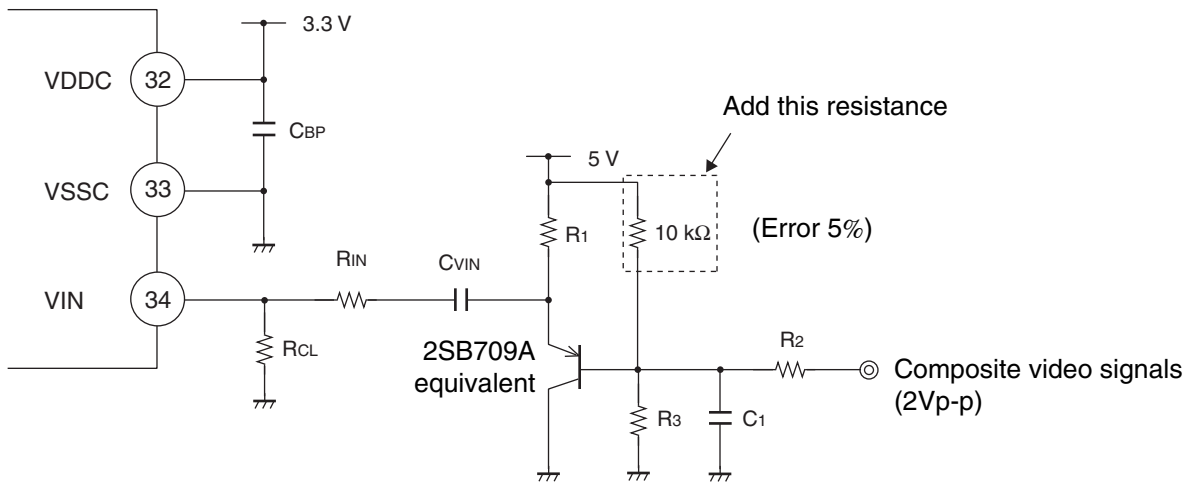 3.3 V
VDDC
32
CBP
Add this resistance
5 V
VSSC
33
R1
10 kΩ
(Error 5%)
RIN
CVIN
VIN
34
RCL
2SB709A
equivalent
R2
Composite video signals
(2Vp-p)
R3
C1